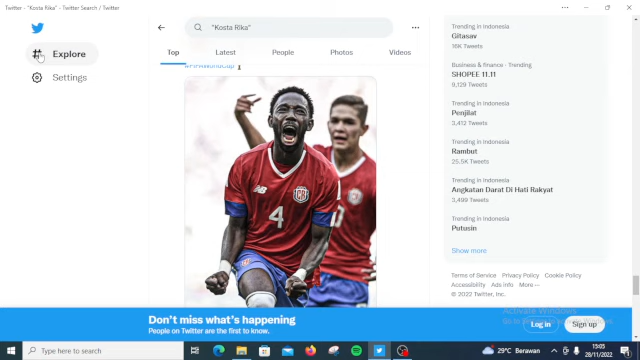 Twitter - "Kosta Rika" - Twitter Search / Twitter
"Kosta Rika"
Explore
Settings
Top
Latest
People
Photos
Videos
#FIFAWorldCup
NB
4
10
Trending in Indonesia
Gitasav
Business & finance · Trending
SHOPEE 11.11
9,129 Tweets
Trending in Indonesia
Penjilat
3,412 Tweets
Trending in Indonesia
Rambut
25.5K Tweets
Trending in Indonesia
Angkatan Darat Di Hati Rakyat
3,499 Tweets
Trending in Indonesia
Putusin
Show more
Terms of Service Privacy Policy Cookie Policy
Accessibility Ads info More
© 2022 Twitter, Inc.
Activate Windows
Don't miss what's happening
People on Twitter are the first to know.
Log in
Sign up
Type here to search
29°C Berawan
15:05
28/11/2022